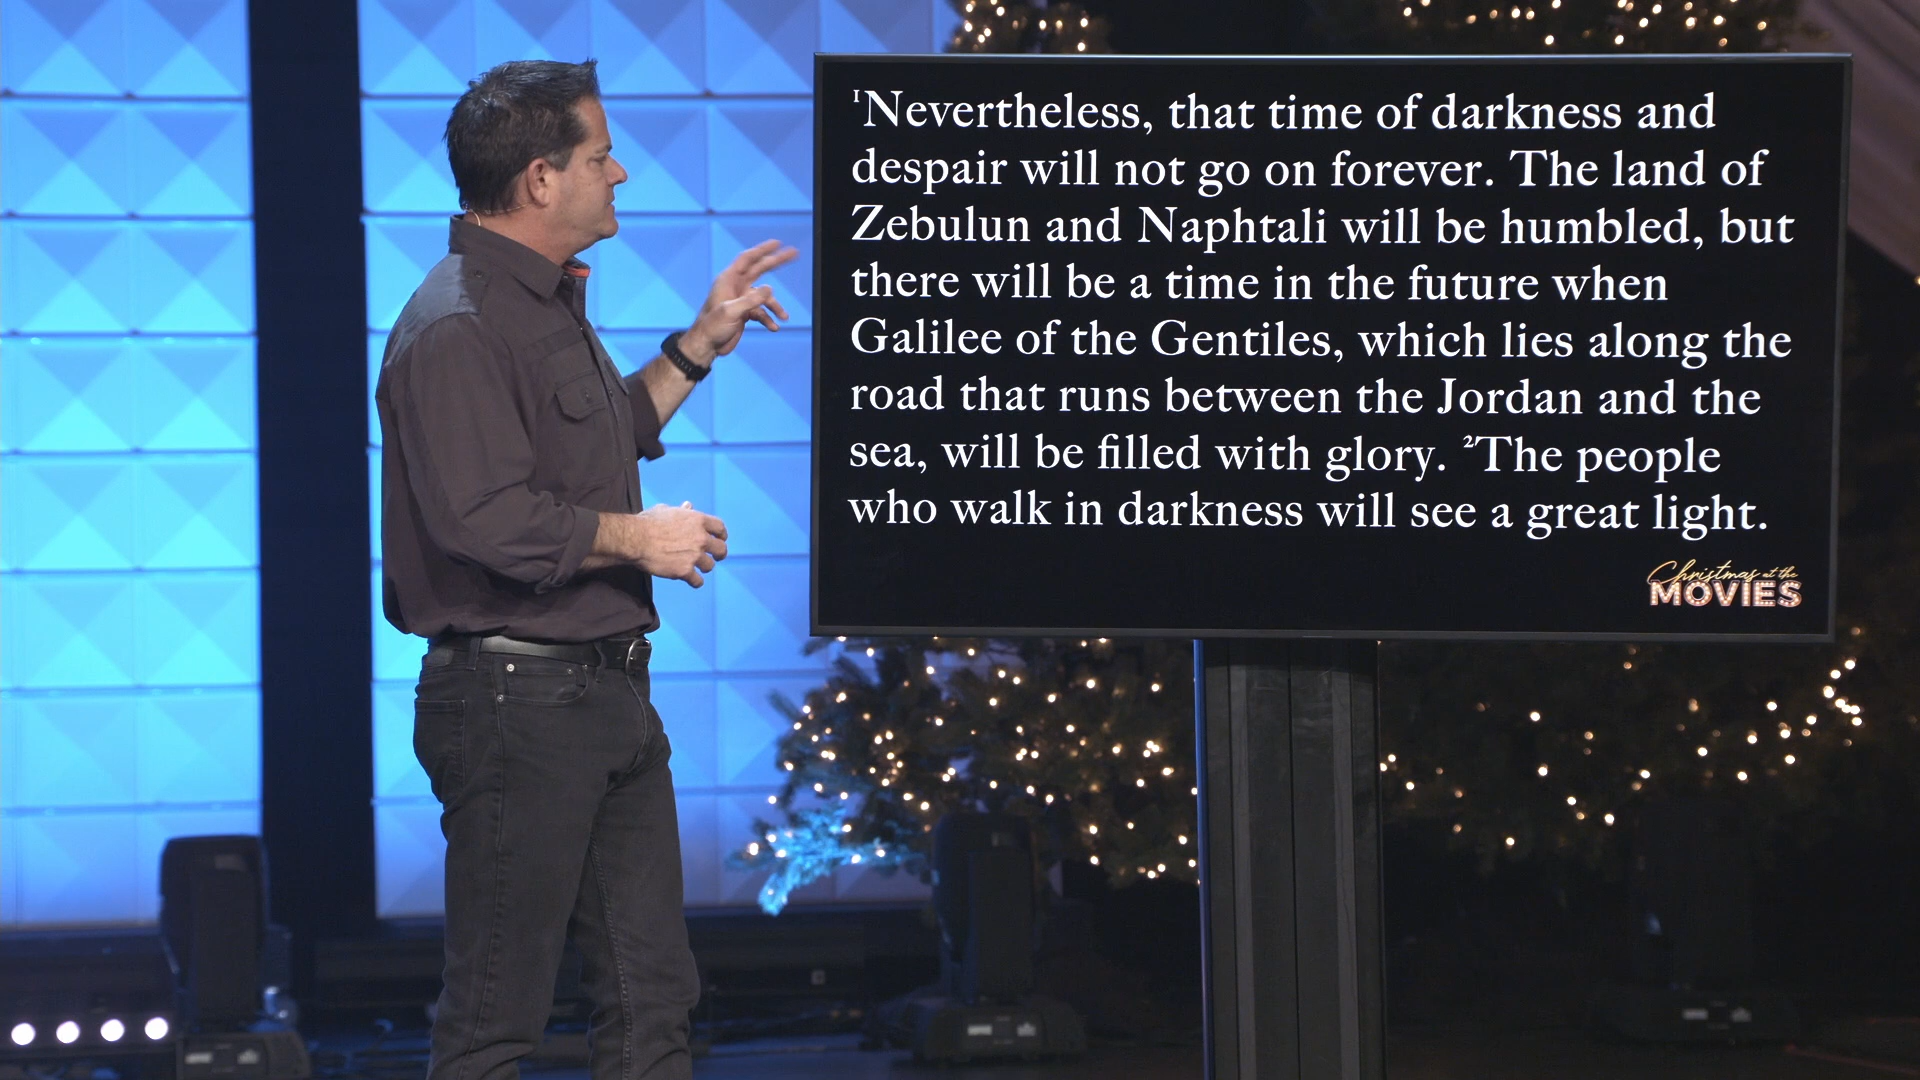 ¹Nevertheless, that time of darkness and
despair will not go on forever. The land of
Zebulun and Naphtali will be humbled, but
there will be a time in the future when
Galilee of the Gentiles, which lies along the
road that runs between the Jordan and the
sea, will be filled with glory. ²The people
who walk in darkness will see a great light.
Christmas at the
MOVIES